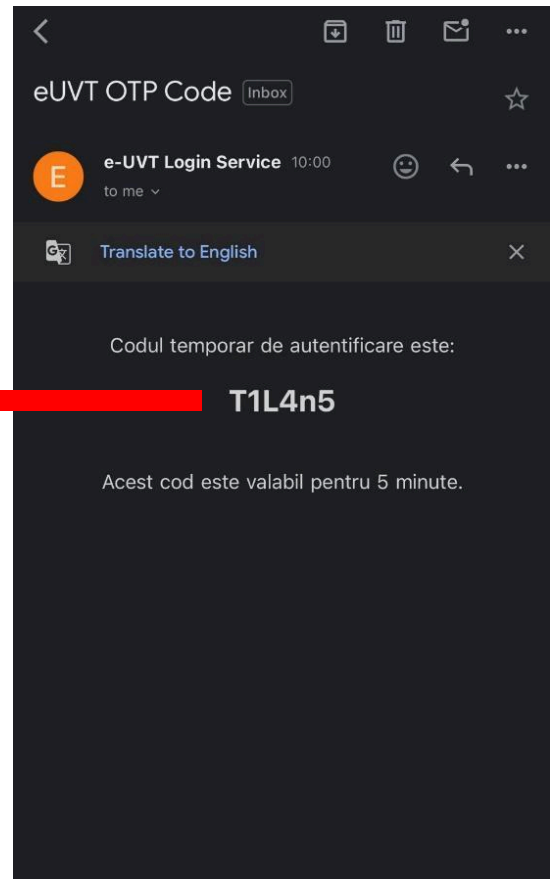 eUVT OTP Code Inbox
E
e-UVT Login Service 10:00
to me
Translate to English
Codul temporar de autentificare este:
T1L4n5
Acest cod este valabil pentru 5 minute.